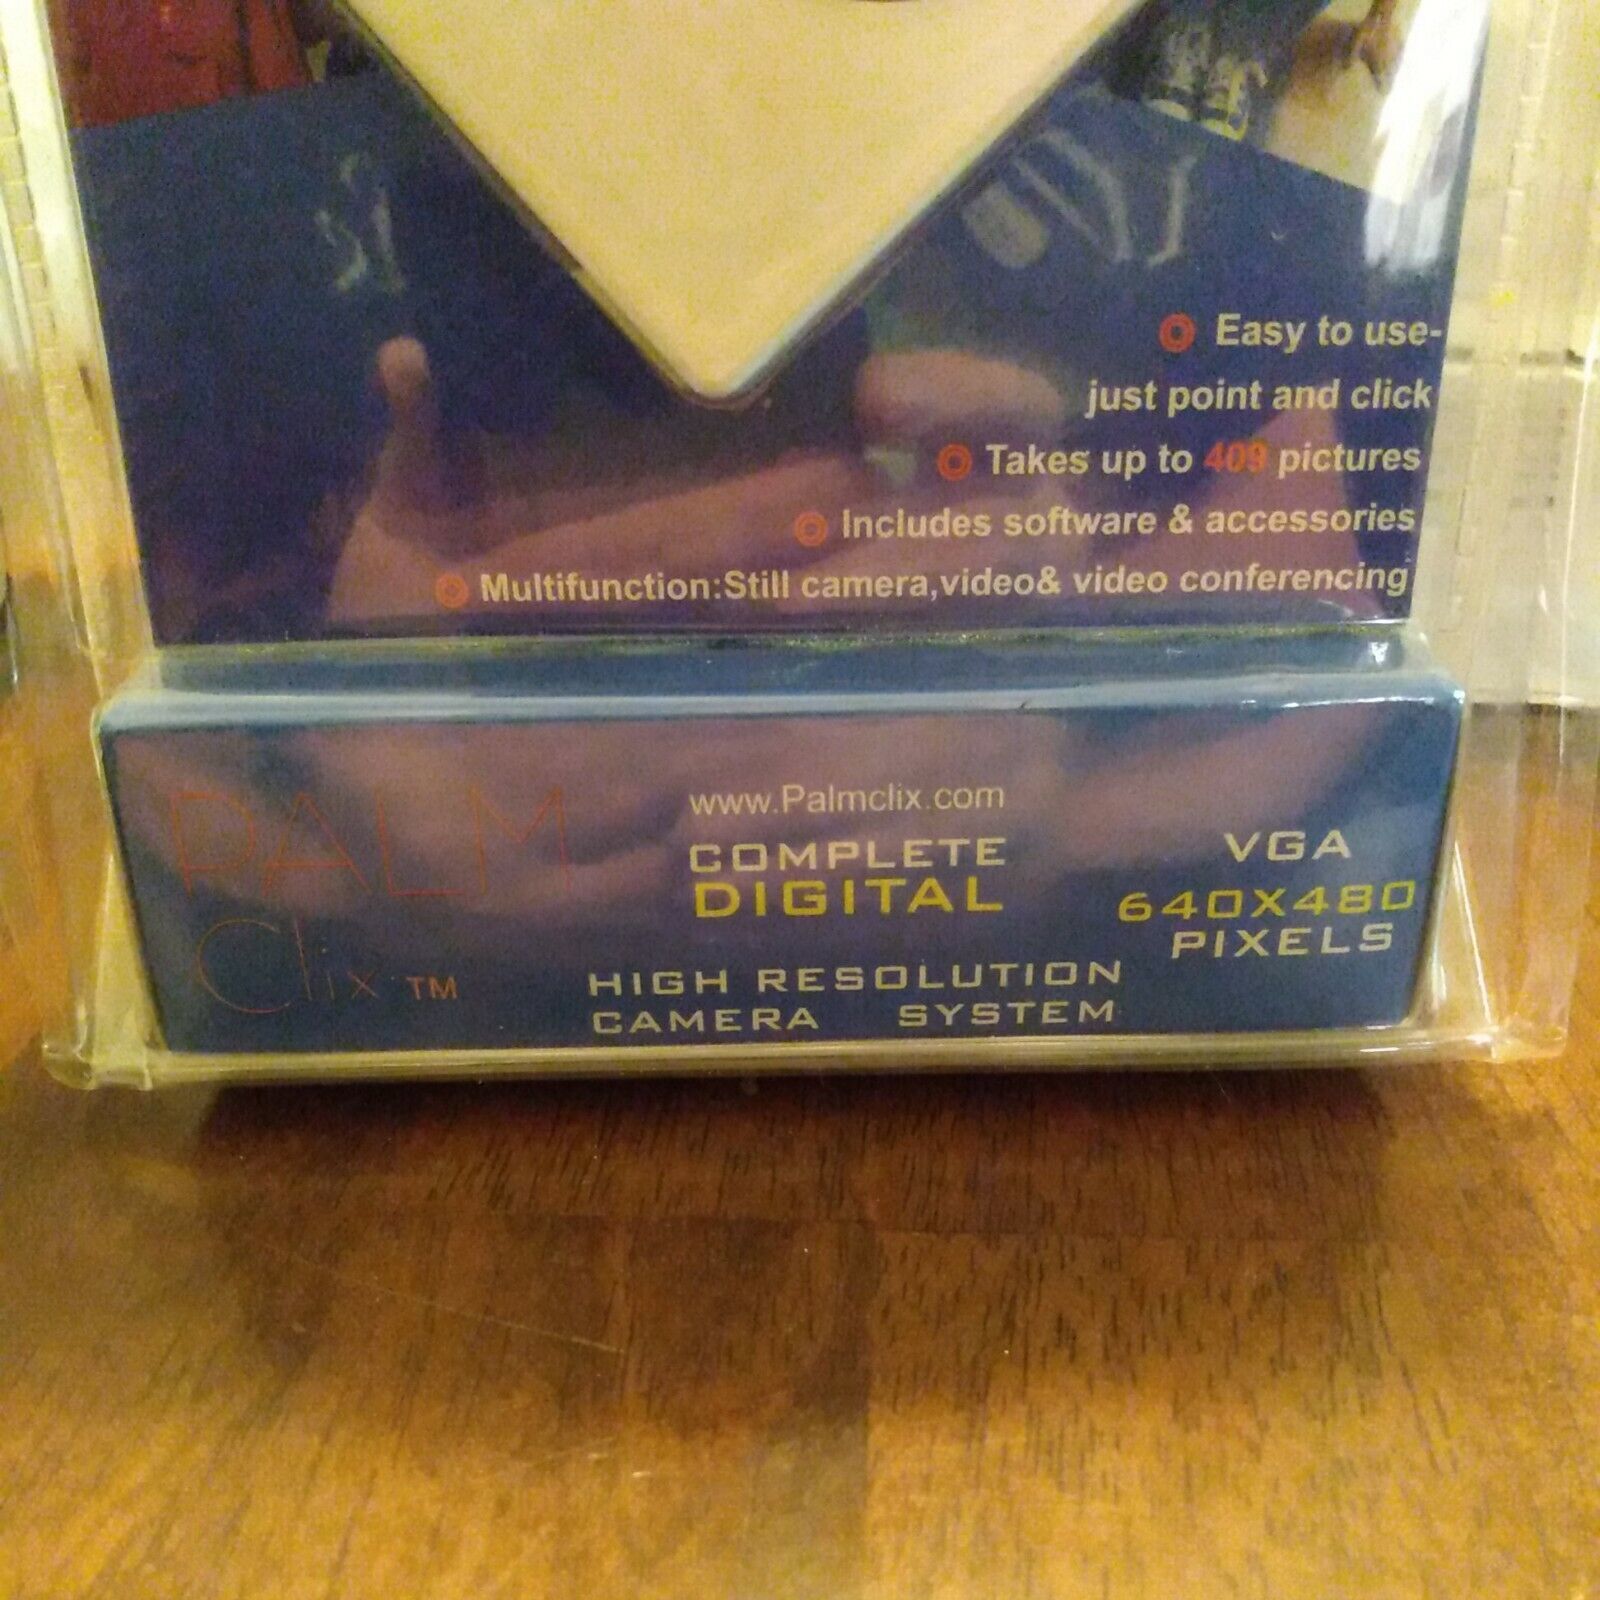 Easy to use-
just point and click
Takes up to 409 pictures
Includes software & accessories
Multifunction:Still camera,video& video conferencing
PALM
Clix TM
www.Palmclix.com
COMPLETE
DIGITAL
HIGH RESOLUTION
CAMERA SYSTEM
VGA
640X480
PIXELS